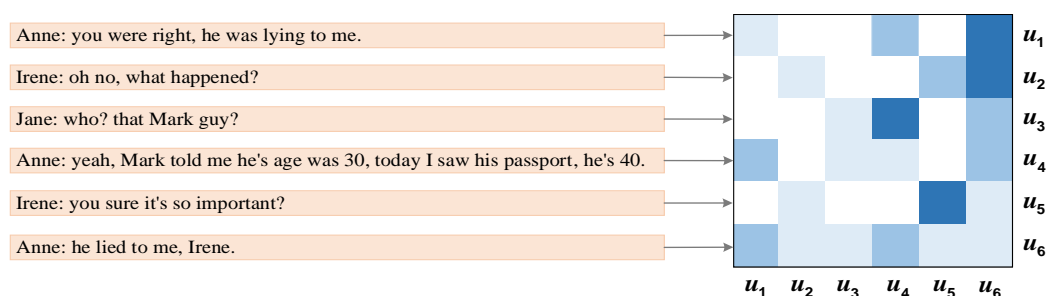 Anne: you were right, he was lying to me.
Irene: oh no, what happened?
Jane: who? that Mark guy?
Anne: yeah, Mark told me he's age was 30, today I saw his passport, he's 40.
Irene: you sure it's so important?
Anne: he lied to me, Irene.
u1
u2
u3
u4
u5
u6
u1 u2 u3 u4 u5 u6